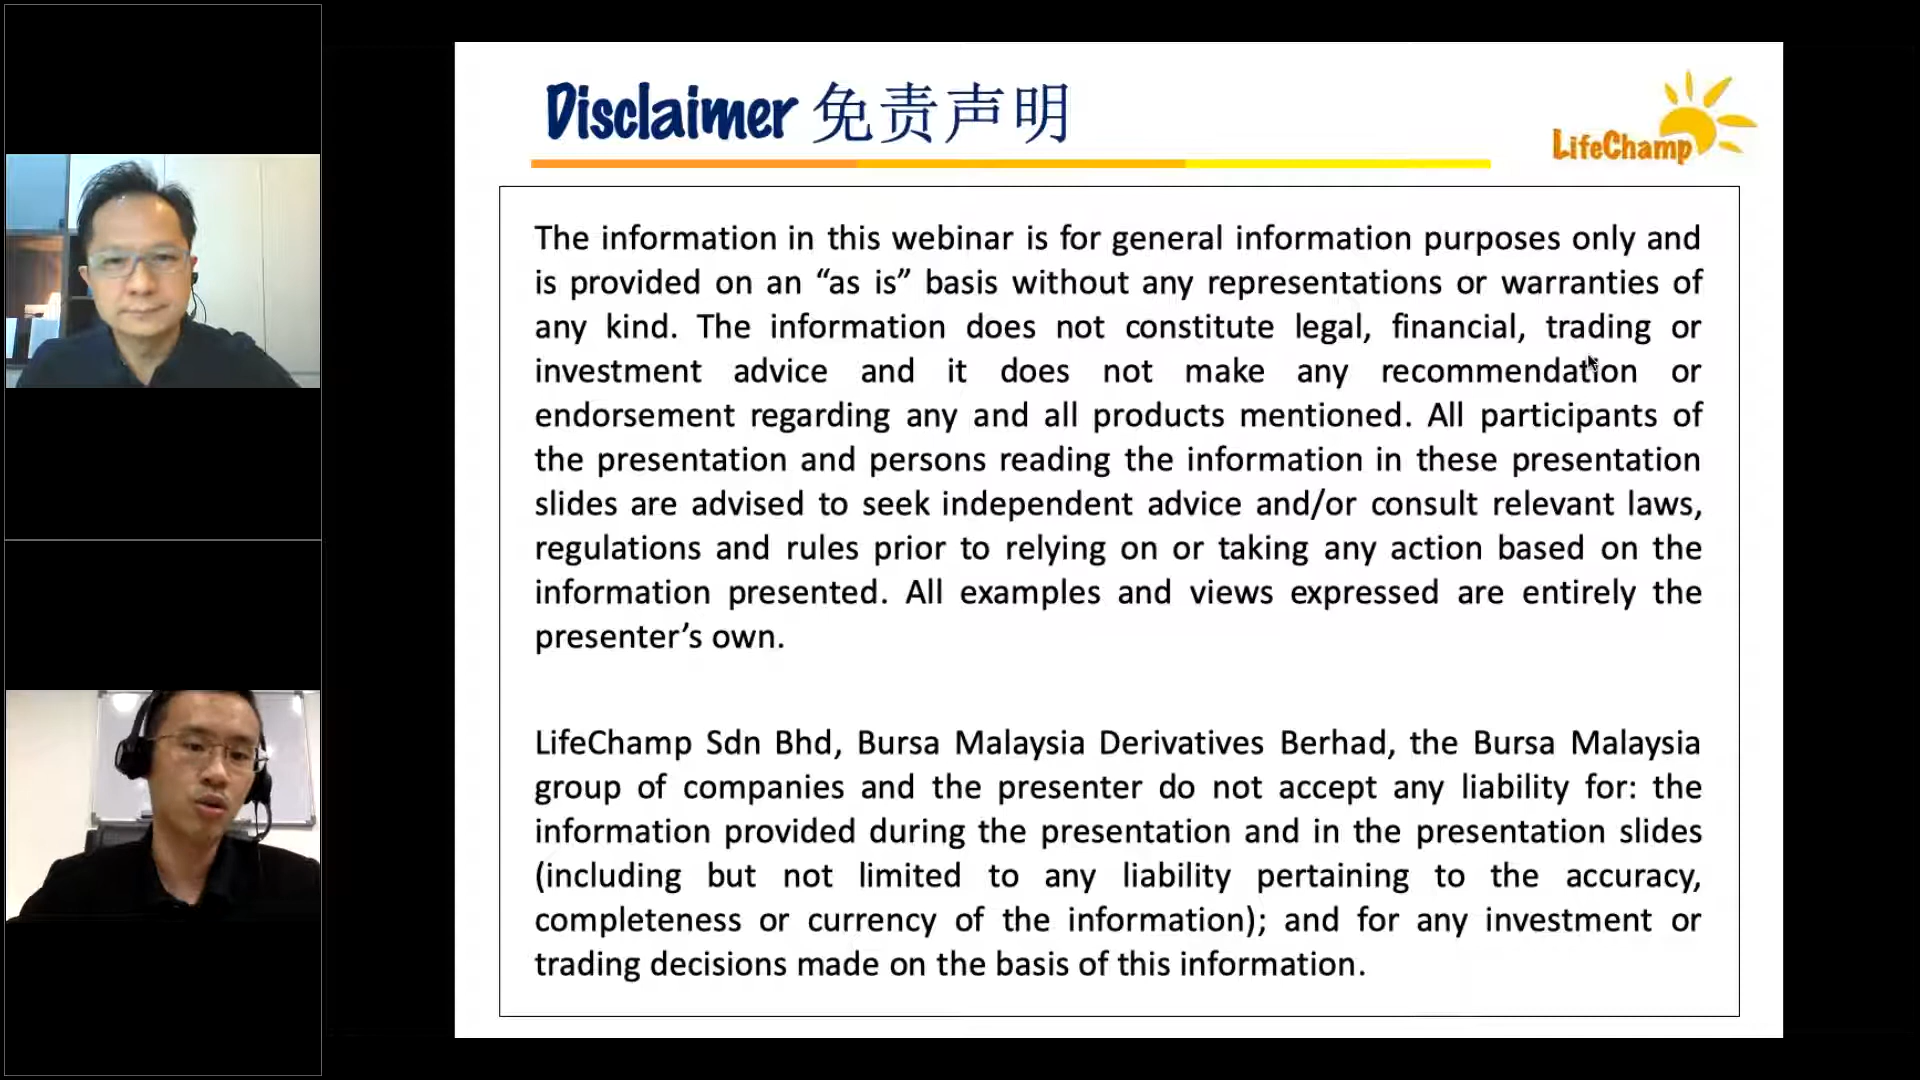 Disclaimer 免责声明
LifeChamp
The information in this webinar is for general information purposes only and
is provided on an “as is” basis without any representations or warranties of
any kind. The information does not constitute legal, financial, trading or
investment advice and it does not make any recommendation or
endorsement regarding any and all products mentioned. All participants of
the presentation and persons reading the information in these presentation
slides are advised to seek independent advice and/or consult relevant laws,
regulations and rules prior to relying on or taking any action based on the
information presented. All examples and views expressed are entirely the
presenter’s own.
LifeChamp Sdn Bhd, Bursa Malaysia Derivatives Berhad, the Bursa Malaysia
group of companies and the presenter do not accept any liability for: the
information provided during the presentation and in the presentation slides
(including but not limited to any liability pertaining to the accuracy,
completeness or currency of the information); and for any investment or
trading decisions made on the basis of this information.